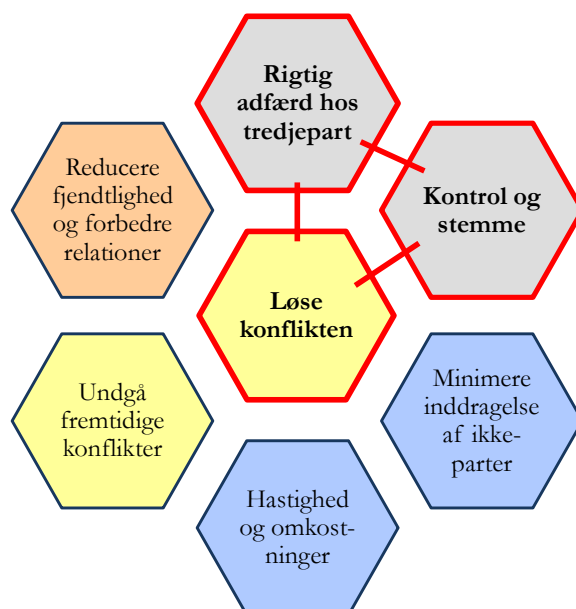 Rigtig
adfærd hos
tredjepart
Reducere
fjendtlighed
og forbedre
relationer
Kontrol og
stemme
Løse
konflikten
Undgå
fremtidige
konflikter
Minimere
inddragelse
af ikke-
parter
Hastighed
og omkost-
ninger